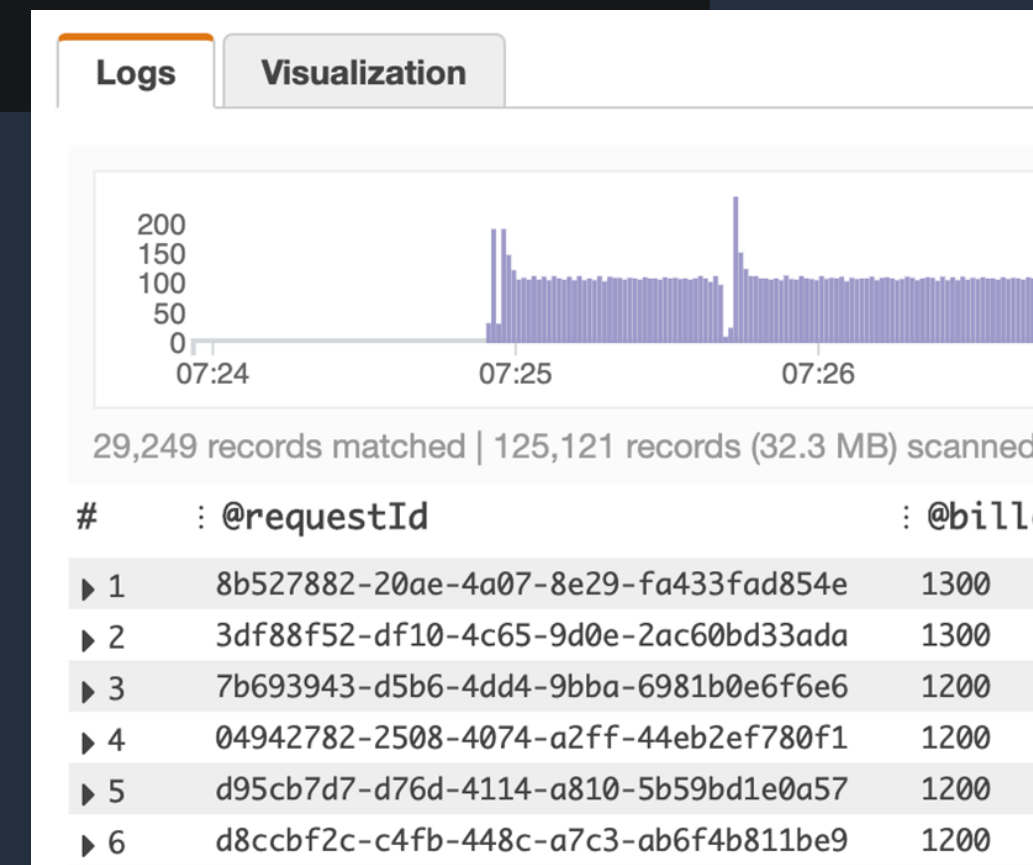 Logs Visualization
200
150
100
50
0
07:24 07:25 07:26
29,249 records matched | 125,121 records (32.3 MB) scanned
# ⋮ @requestId ⋮ @bill
1 8b527882-20ae-4a07-8e29-fa433fad854e 1300
2 3df88f52-df10-4c65-9d0e-2ac60bd33ada 1300
3 7b693943-d5b6-4dd4-9bba-6981b0e6f6e6 1200
4 04942782-2508-4074-a2ff-44eb2ef780f1 1200
5 d95cb7d7-d76d-4114-a810-5b59bd1e0a57 1200
6 d8ccbf2c-c4fb-448c-a7c3-ab6f4b811be9 1200